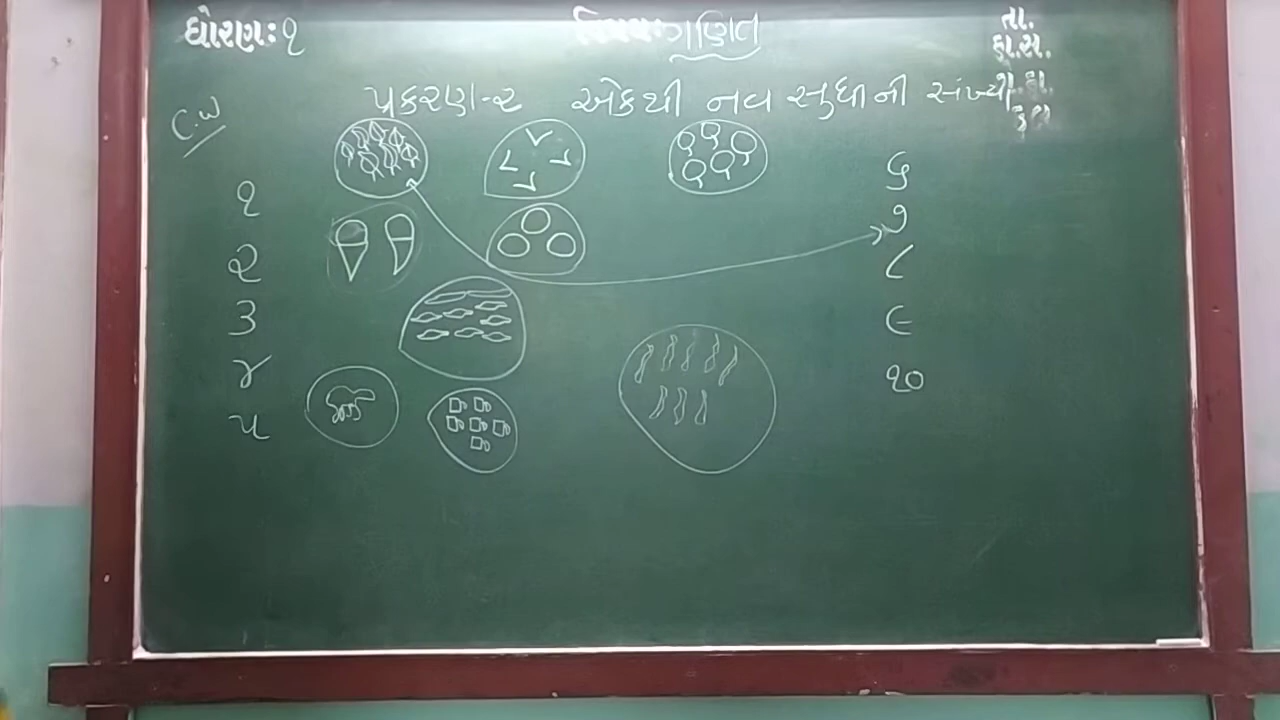 ધોરણઃ ૧
વિષયઃ ગણિત
તા.
હા.સ.
પ્રકરણ-૨ એકથી નવ સુધાની સંખ્યા
C.W
૧
૨
૩
૪
૫
૬
૭
૮
૯
૧૦